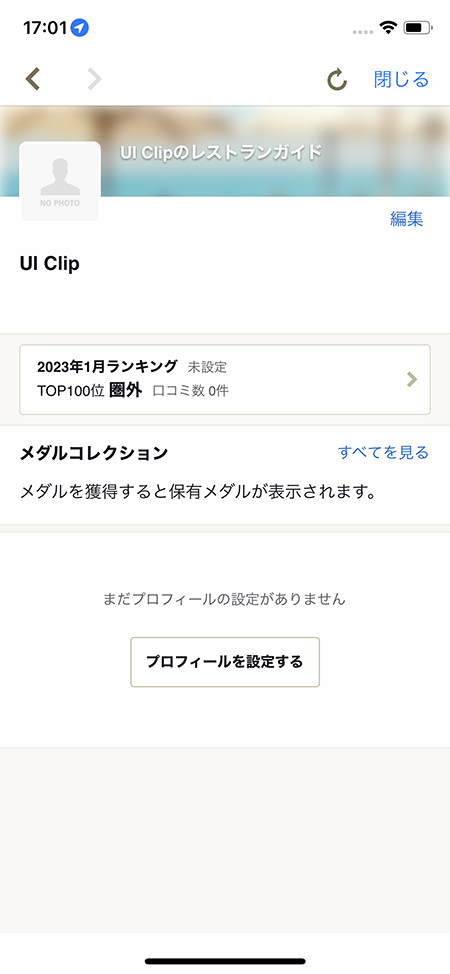 17:01
閉じる
UI Clipのレストランガイド
NO PHOTO
編集
UI Clip
2023年1月ランキング 未設定
TOP100位 圏外 口コミ数 0件
メダルコレクション すべてを見る
メダルを獲得すると保有メダルが表示されます。
まだプロフィールの設定がありません
プロフィールを設定する